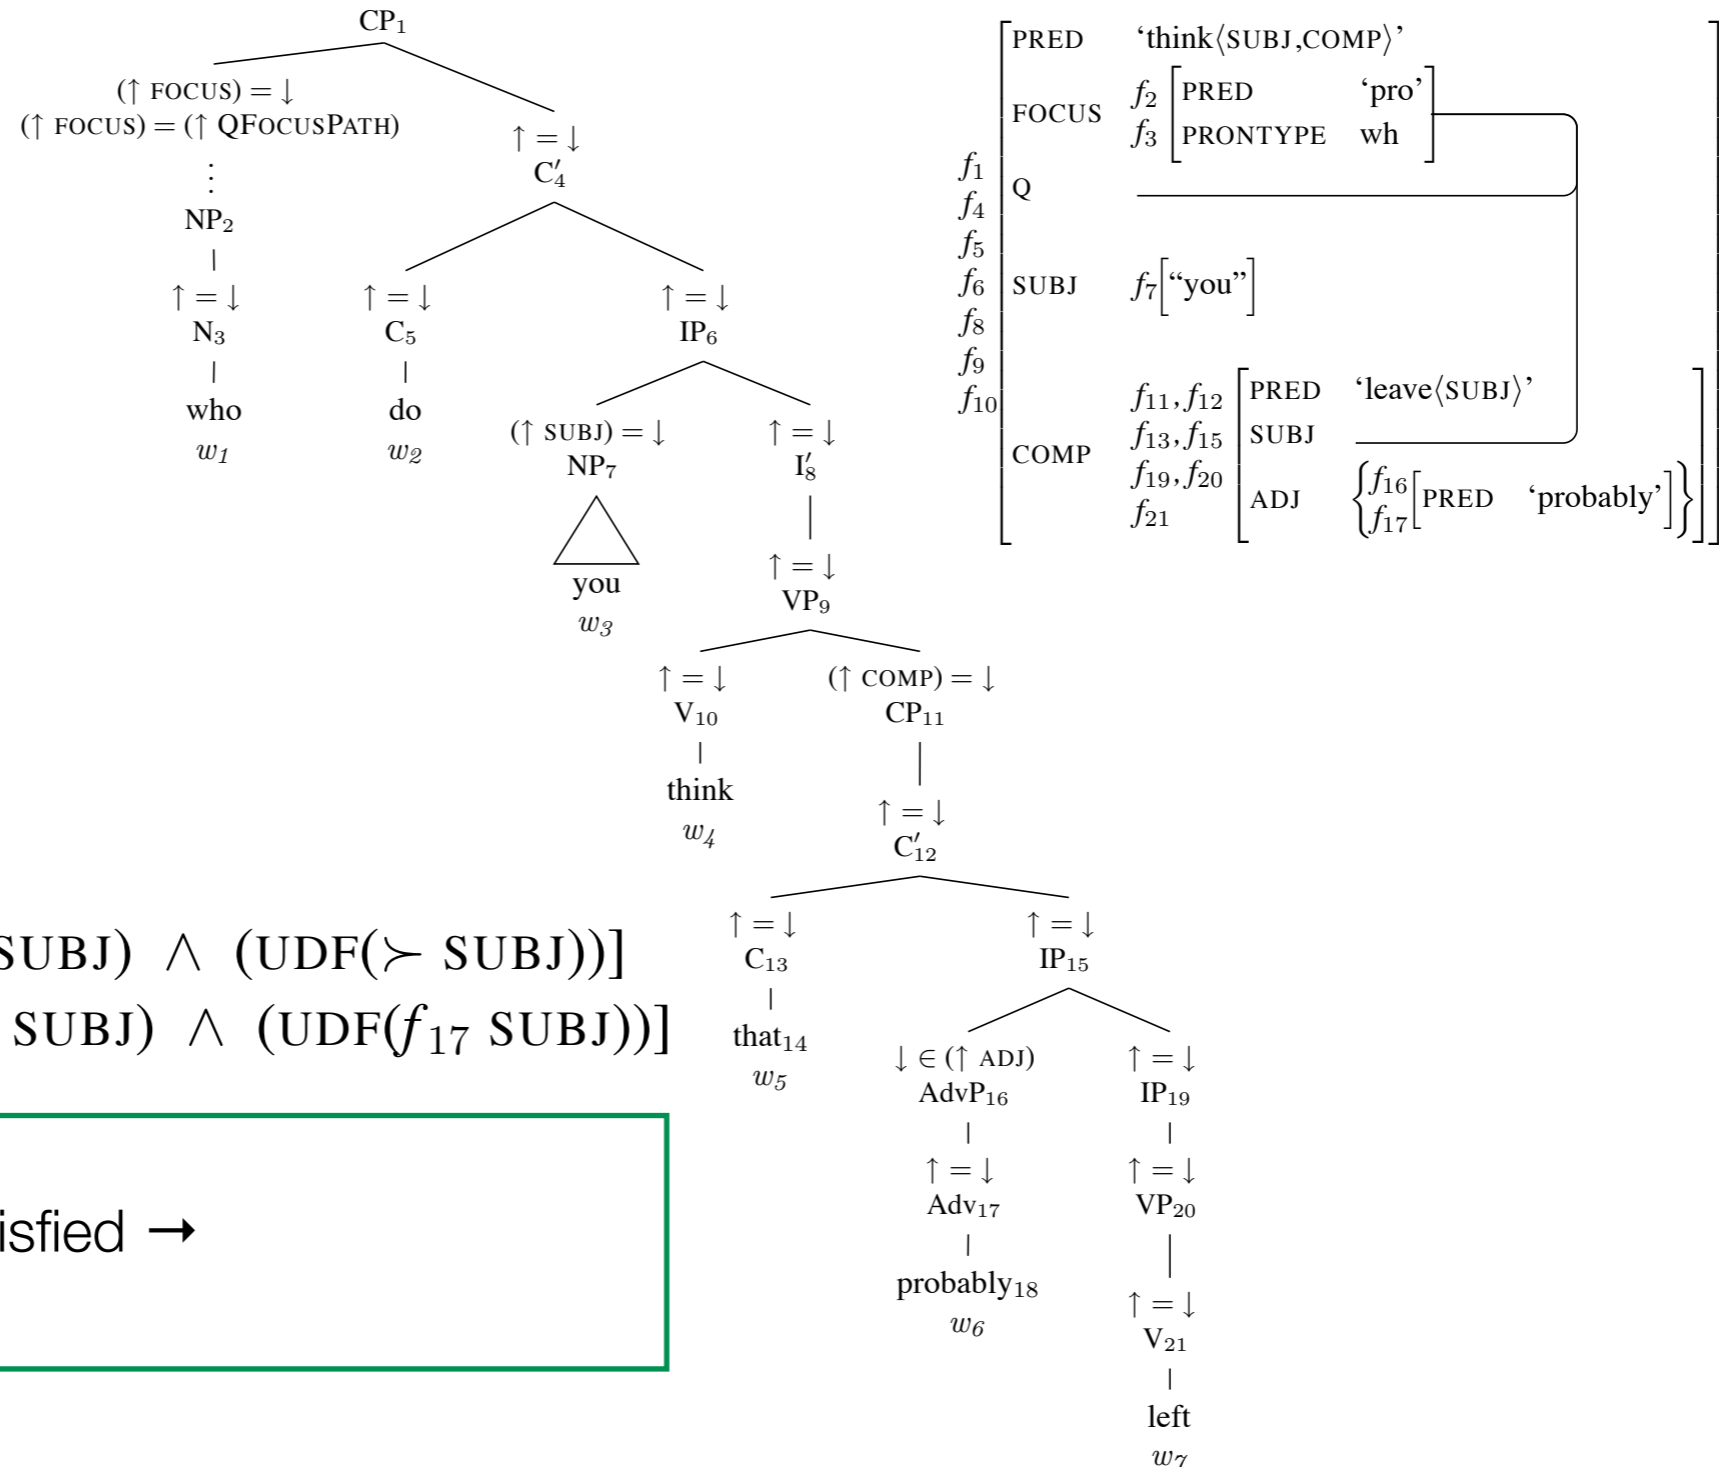 CP₁
(↑ FOCUS) = ↓
(↑ FOCUS) = (↑ QFOCUSPATH)
⋮
NP₂
↑ = ↓
N₃
who
w₁
↑ = ↓
C′₄
↑ = ↓
C₅
do
w₂
↑ = ↓
IP₆
(↑ SUBJ) = ↓
NP₇
you
w₃
↑ = ↓
I′₈
↑ = ↓
VP₉
↑ = ↓
V₁₀
think
w₄
(↑ COMP) = ↓
CP₁₁
↑ = ↓
C′₁₂
↑ = ↓
C₁₃
that₁₄
w₅
↑ = ↓
IP₁₅
↓ ∈ (↑ ADJ)
AdvP₁₆
↑ = ↓
Adv₁₇
probably₁₈
w₆
↑ = ↓
IP₁₉
↑ = ↓
VP₂₀
↑ = ↓
V₂₁
left
w₇
f₁
f₄
f₅
f₆
f₈
f₉
f₁₀
PRED ‘think⟨SUBJ,COMP⟩’
FOCUS
f₂ [PRED ‘pro’
f₃ PRONTYPE wh]
Q
SUBJ f₇[“you”]
COMP
f₁₁,f₁₂
f₁₃,f₁₅
f₁₉,f₂₀
f₂₁
PRED ‘leave⟨SUBJ⟩’
SUBJ
ADJ
{f₁₆
f₁₇[PRED ‘probably’]}
SUBJ) ∧ (UDF(≻ SUBJ))]
SUBJ) ∧ (UDF(f₁₇ SUBJ))]
isfied →